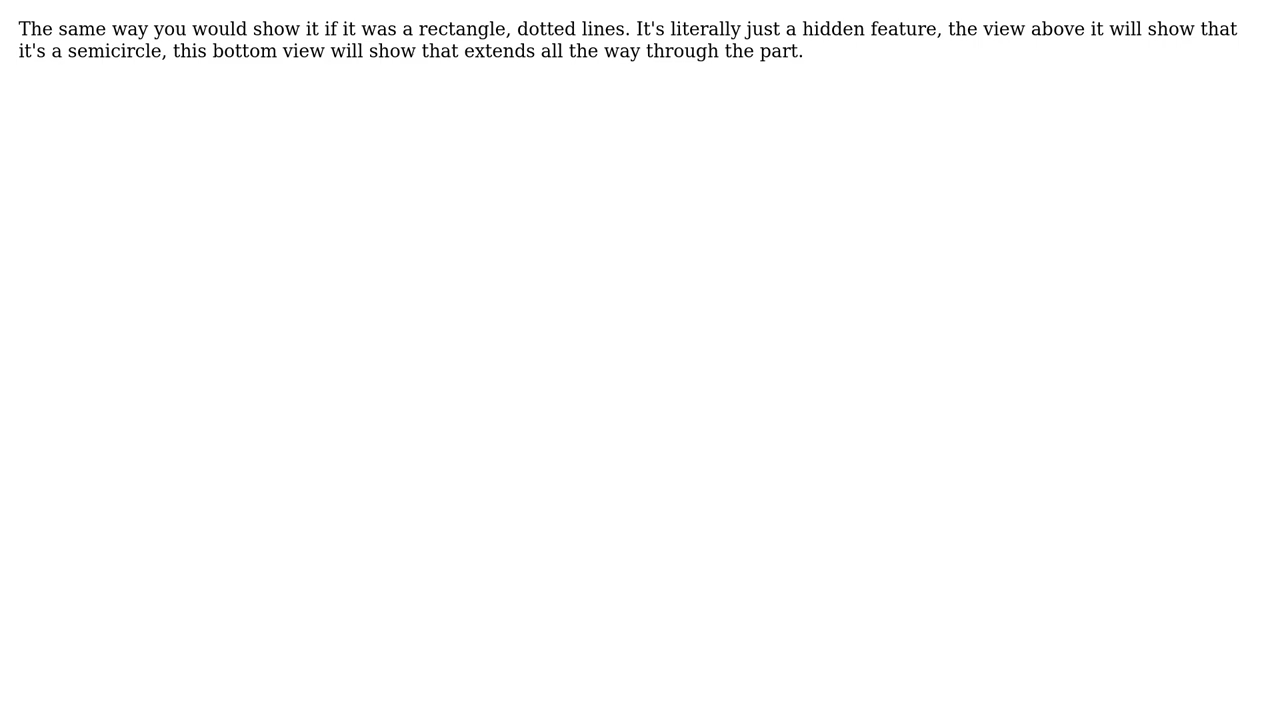 The same way you would show it if it was a rectangle, dotted lines. It's literally just a hidden feature, the view above it will show that
it's a semicircle, this bottom view will show that extends all the way through the part.